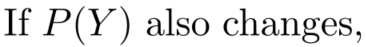 If P(Y) also changes,